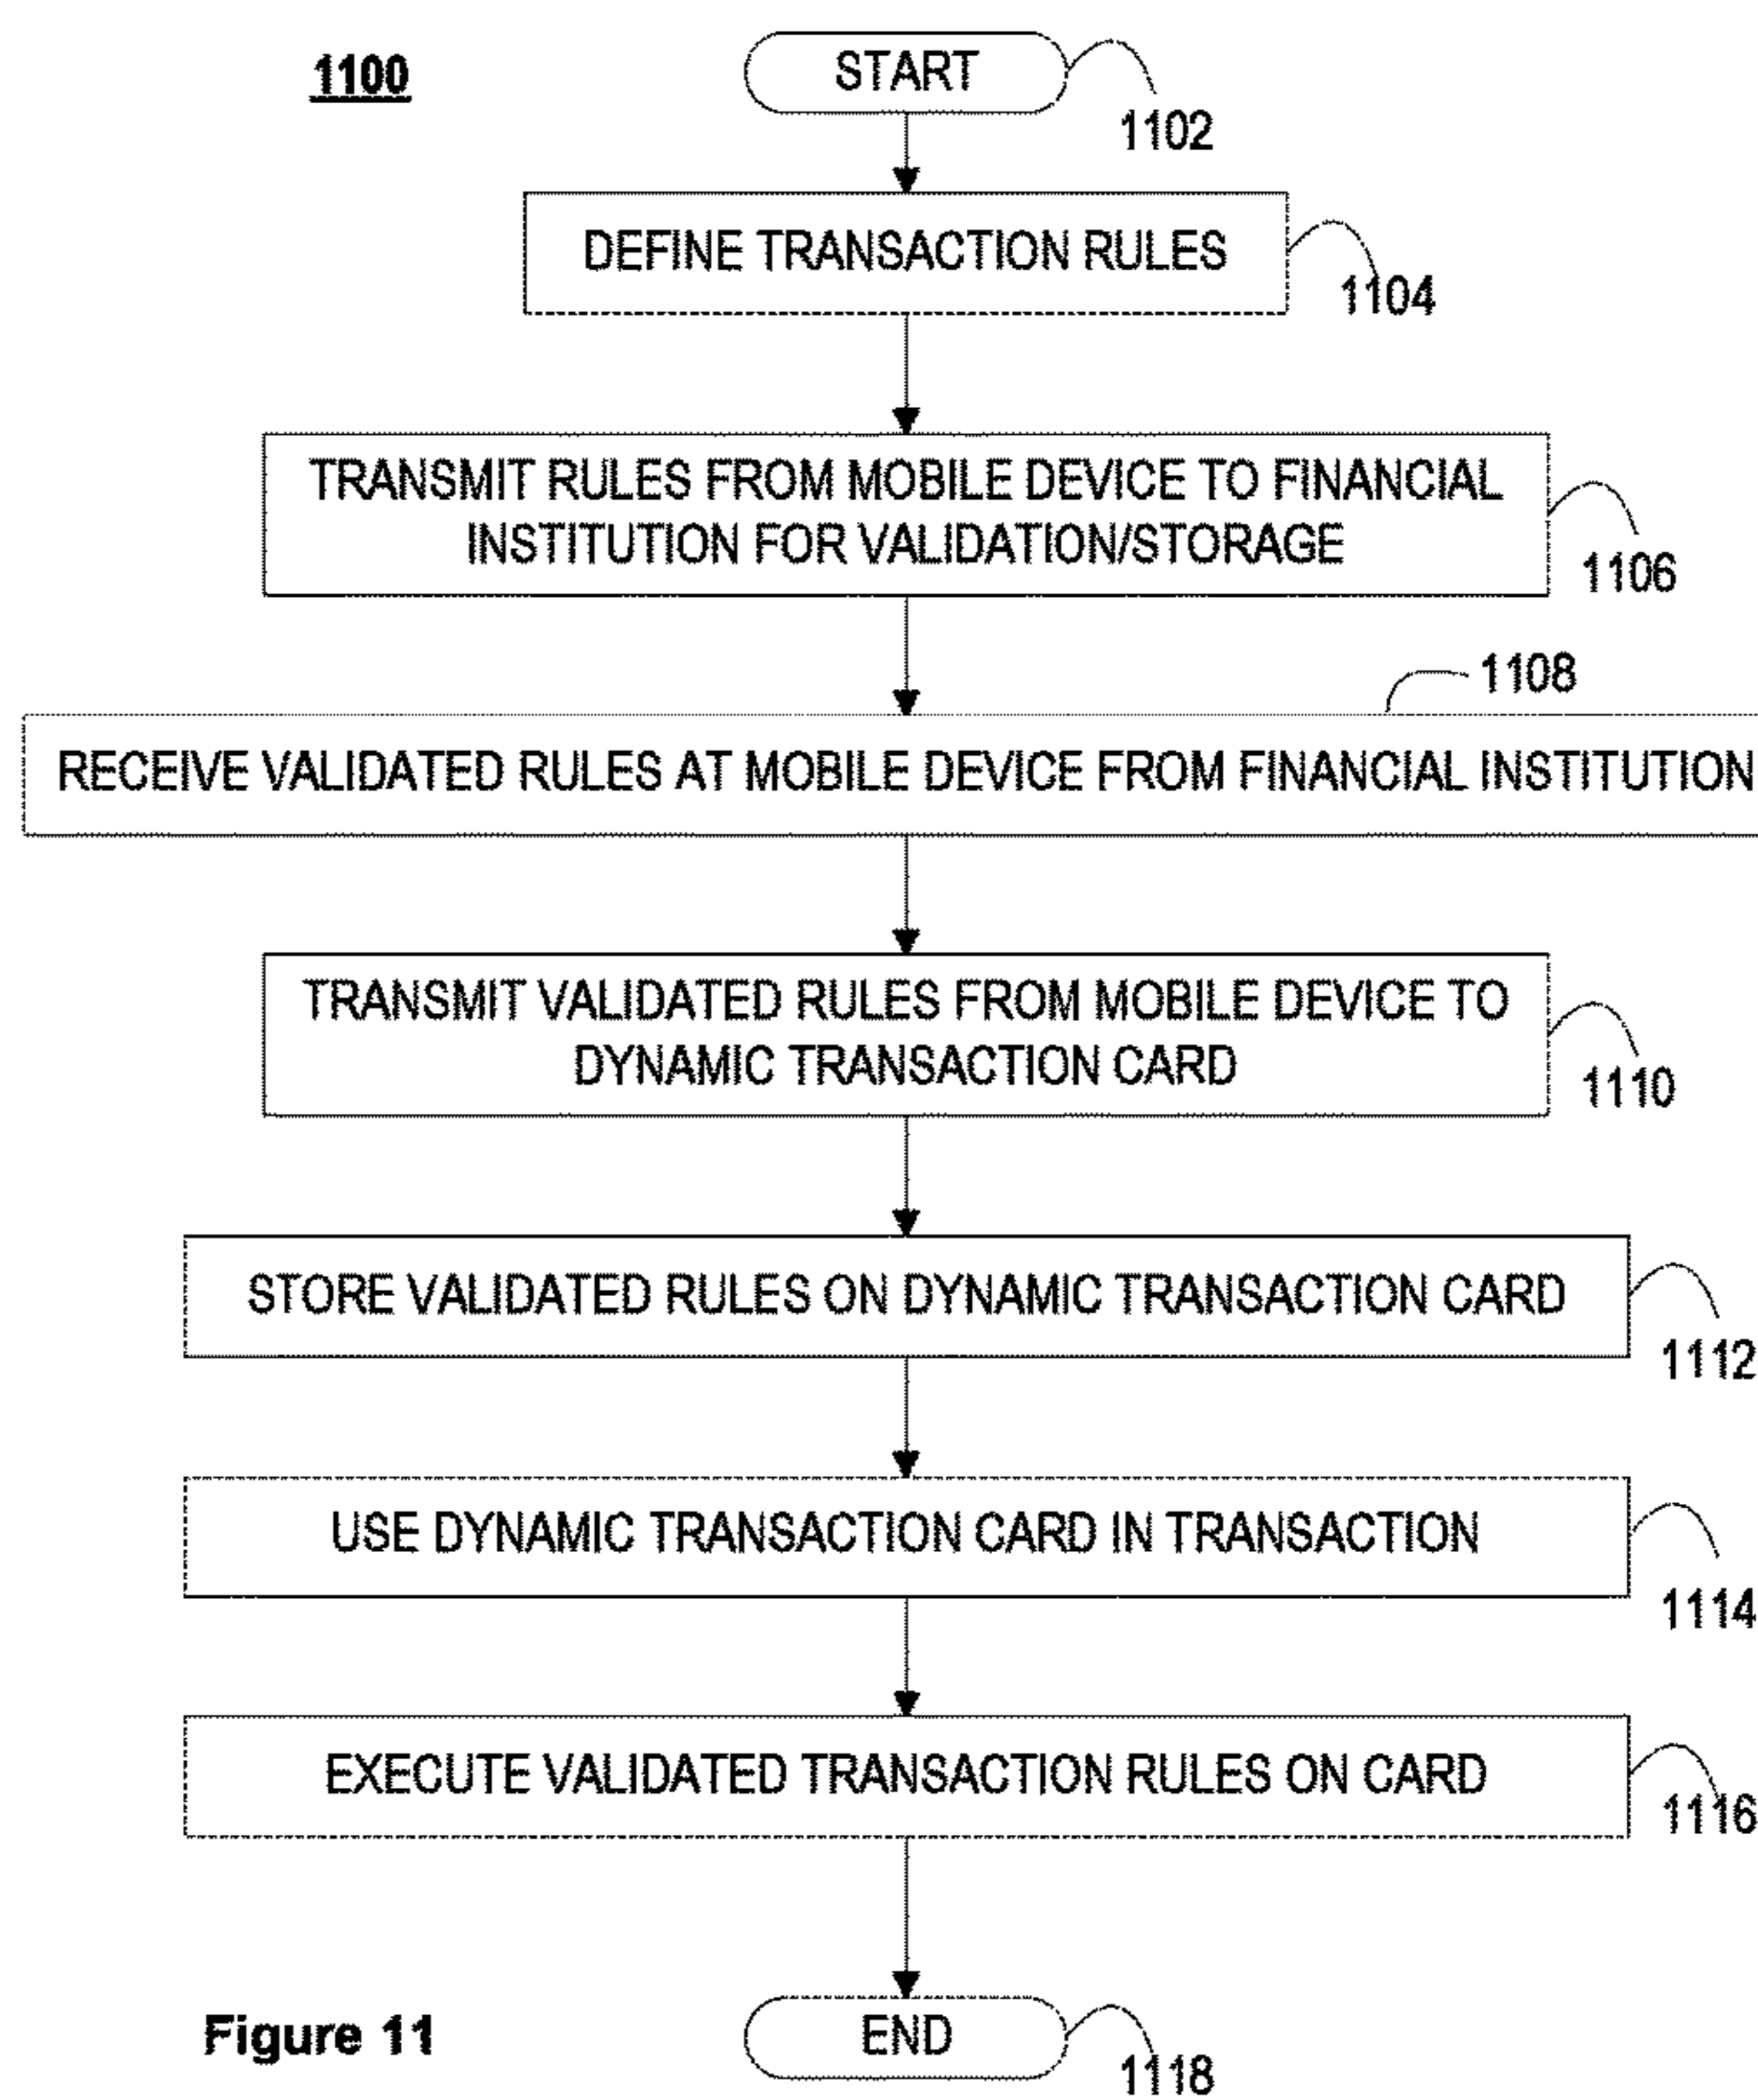 1100
START
1102
DEFINE TRANSACTION RULES
1104
TRANSMIT RULES FROM MOBILE DEVICE TO FINANCIAL
INSTITUTION FOR VALIDATION/STORAGE
1106
1108
RECEIVE VALIDATED RULES AT MOBILE DEVICE FROM FINANCIAL INSTITUTION
TRANSMIT VALIDATED RULES FROM MOBILE DEVICE TO
DYNAMIC TRANSACTION CARD
1110
STORE VALIDATED RULES ON DYNAMIC TRANSACTION CARD
1112
USE DYNAMIC TRANSACTION CARD IN TRANSACTION
1114
EXECUTE VALIDATED TRANSACTION RULES ON CARD
1116
Figure 11
END
1118